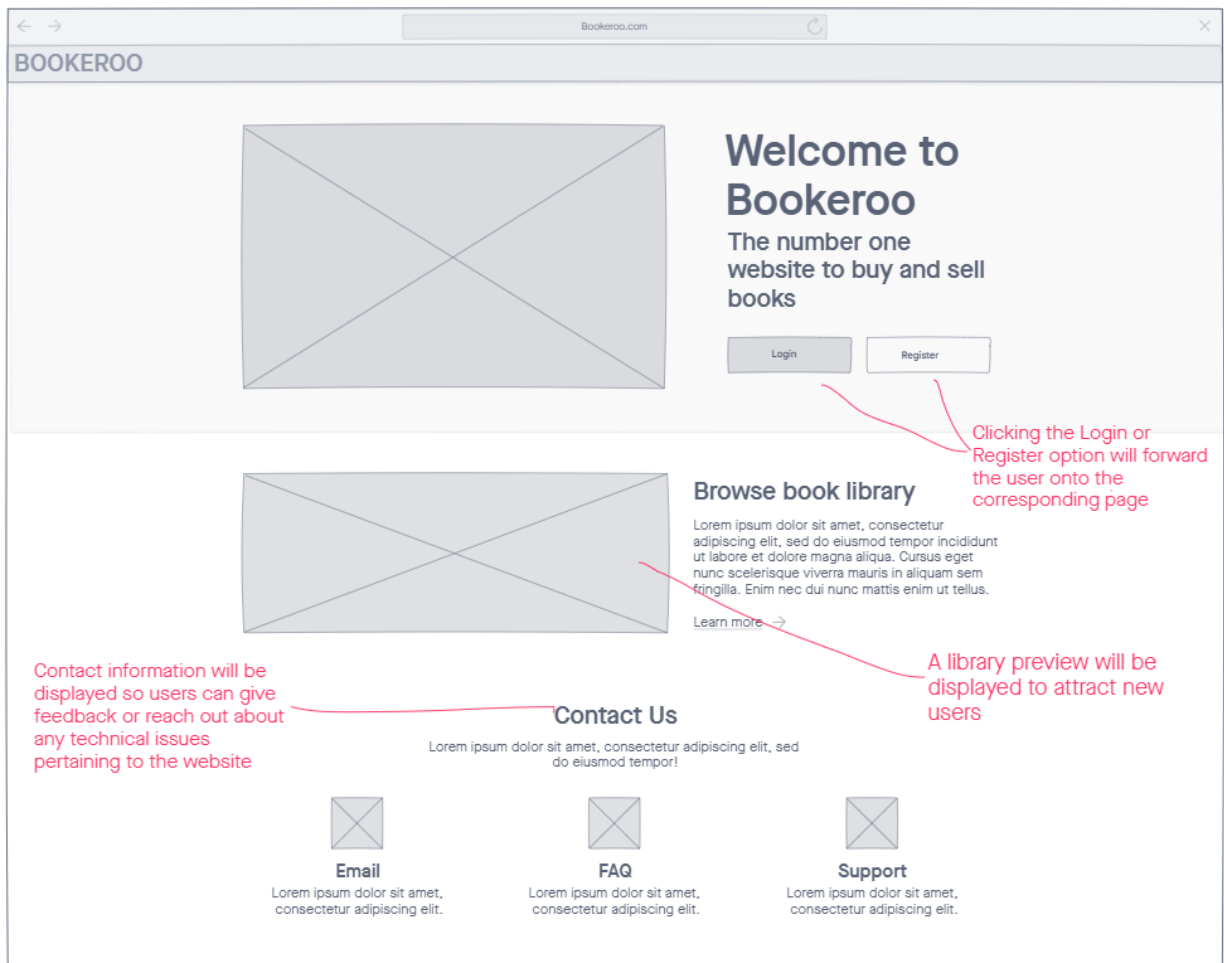 Bookeroo.com
BOOKEROO
Welcome to
Bookeroo
The number one
website to buy and sell
books
Login
Register
Clicking the Login or
Register option will forward
the user onto the
corresponding page
Browse book library
Lorem ipsum dolor sit amet, consectetur
adipiscing elit, sed do eiusmod tempor incididunt
ut labore et dolore magna aliqua. Cursus eget
nunc scelerisque viverra mauris in aliquam sem
fringilla. Enim nec dui nunc mattis enim ut tellus.
Learn more
A library preview will be
displayed to attract new
users
Contact information will be
displayed so users can give
feedback or reach out about
any technical issues
pertaining to the website
Contact Us
Lorem ipsum dolor sit amet, consectetur adipiscing elit, sed
do eiusmod tempor!
Email
Lorem ipsum dolor sit amet,
consectetur adipiscing elit.
FAQ
Lorem ipsum dolor sit amet,
consectetur adipiscing elit.
Support
Lorem ipsum dolor sit amet,
consectetur adipiscing elit.